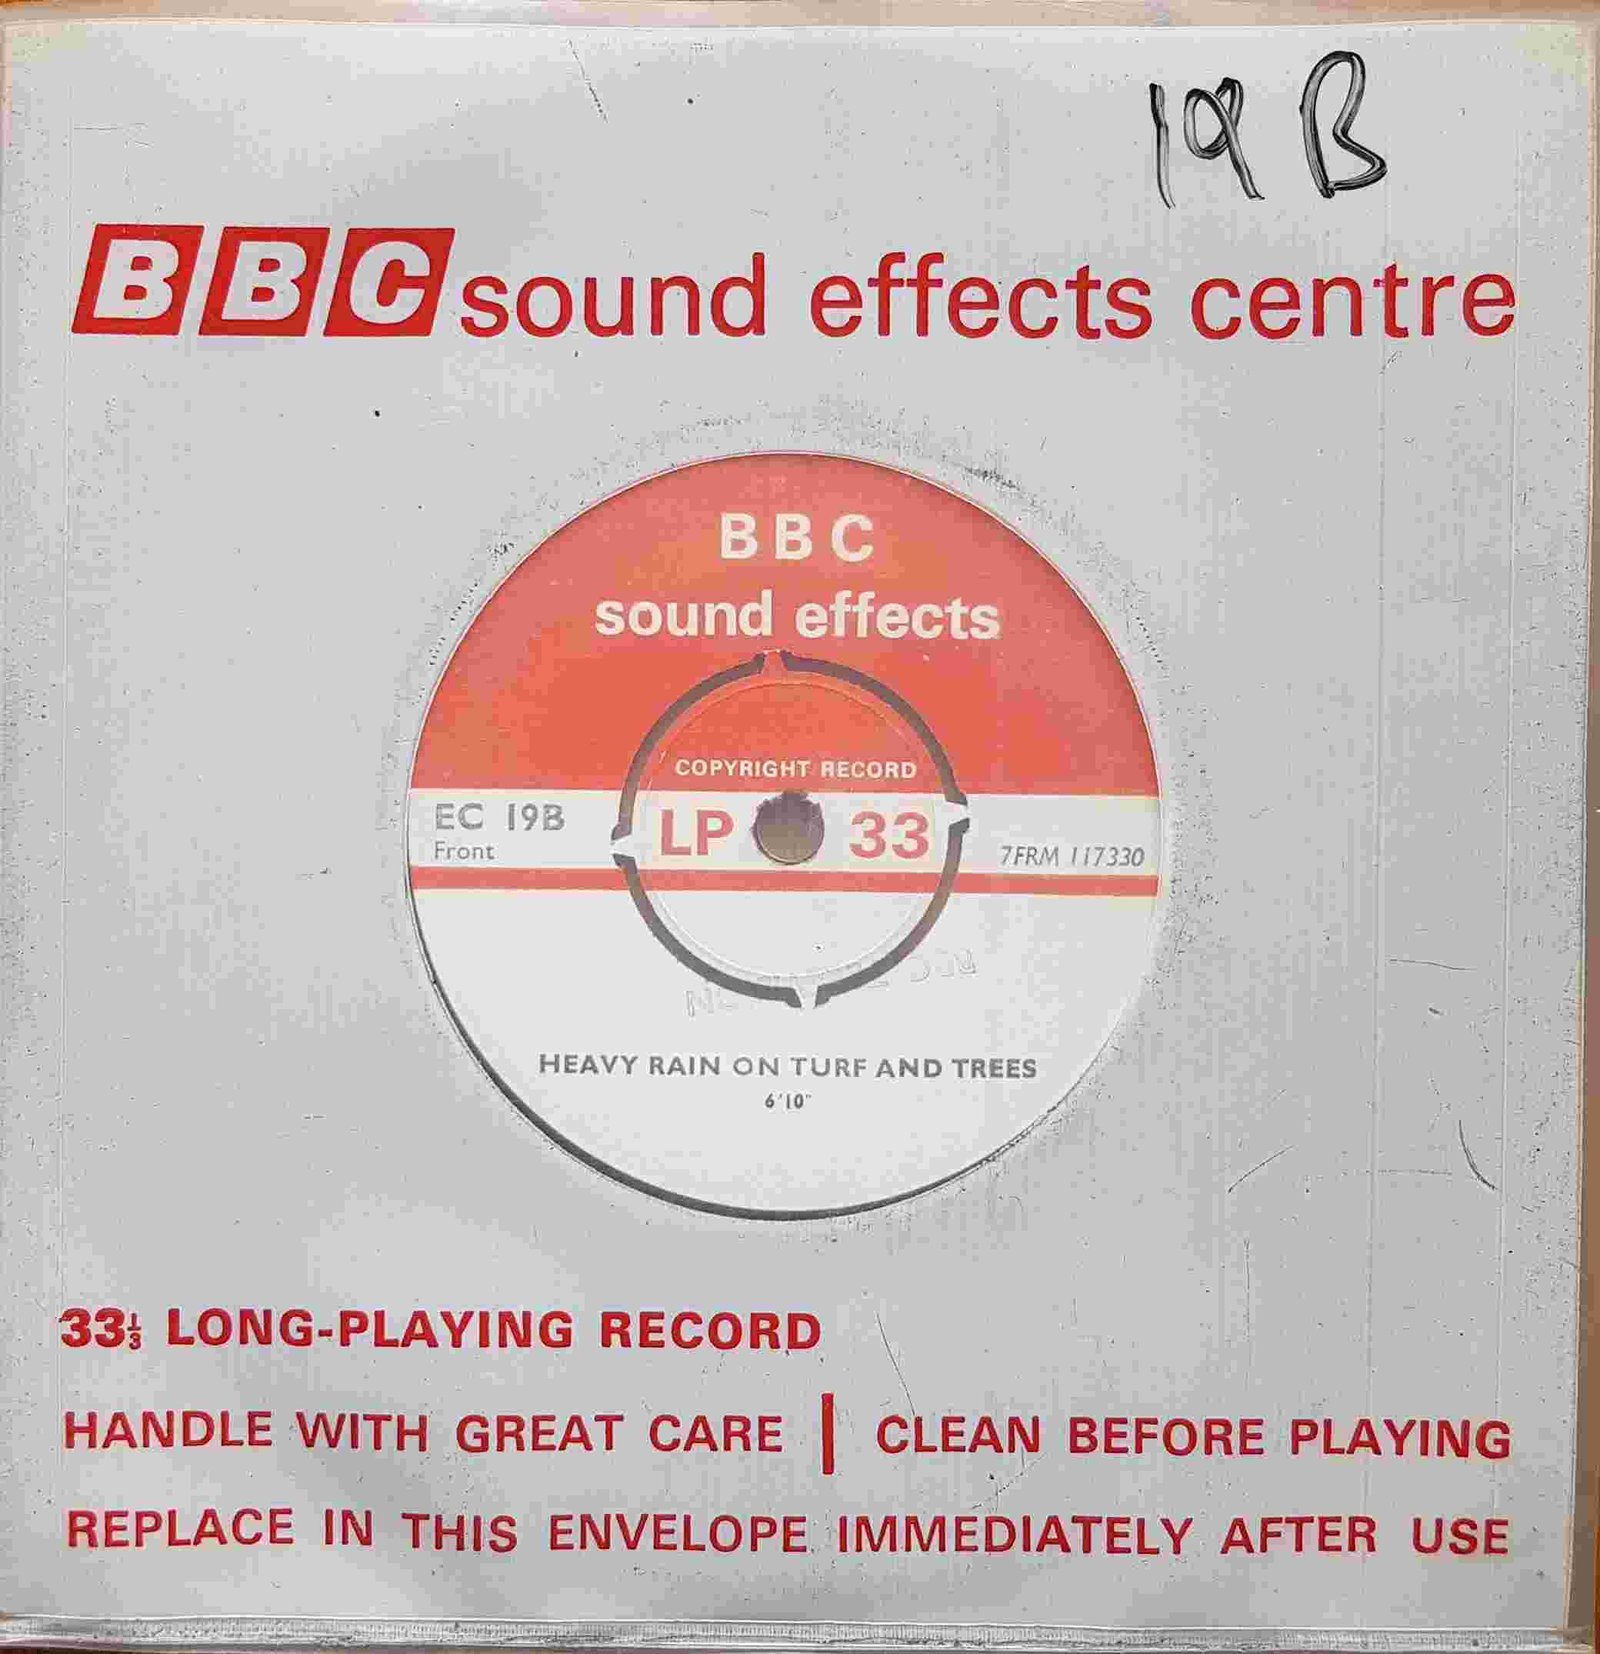 19 B
BBC sound effects centre
BBC
sound effects
COPYRIGHT RECORD
EC 19B LP 33
Front 7FRM 117330
HEAVY RAIN ON TURF AND TREES
6'10"
33⅓ LONG-PLAYING RECORD
HANDLE WITH GREAT CARE | CLEAN BEFORE PLAYING
REPLACE IN THIS ENVELOPE IMMEDIATELY AFTER USE